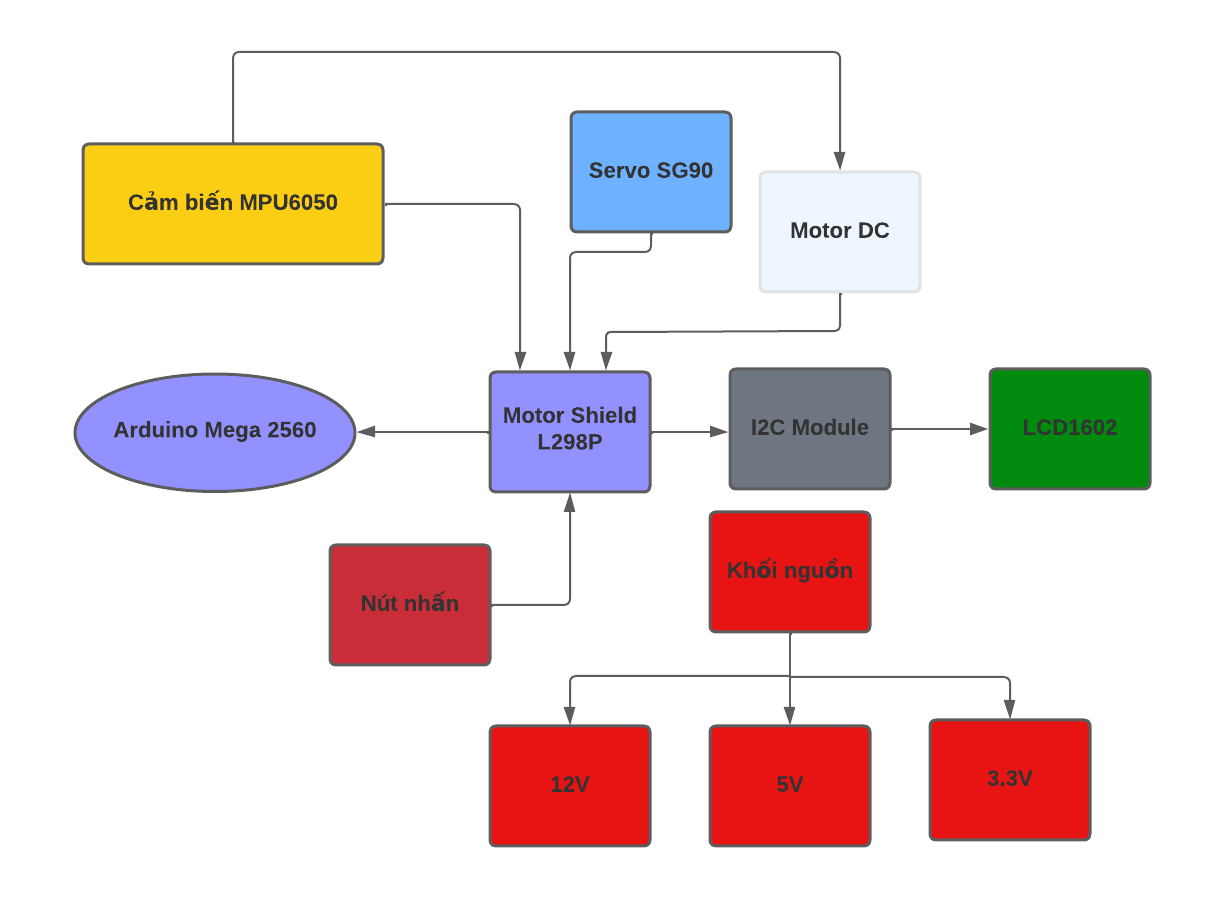 Servo SG90
Cảm biến MPU6050
Motor DC
Arduino Mega 2560
Motor Shield
L298P
I2C Module
LCD1602
Khối nguồn
Nút nhấn
12V
5V
3.3V